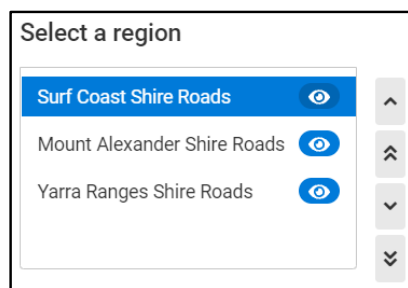 Select a region
Surf Coast Shire Roads
Mount Alexander Shire Roads
Yarra Ranges Shire Roads